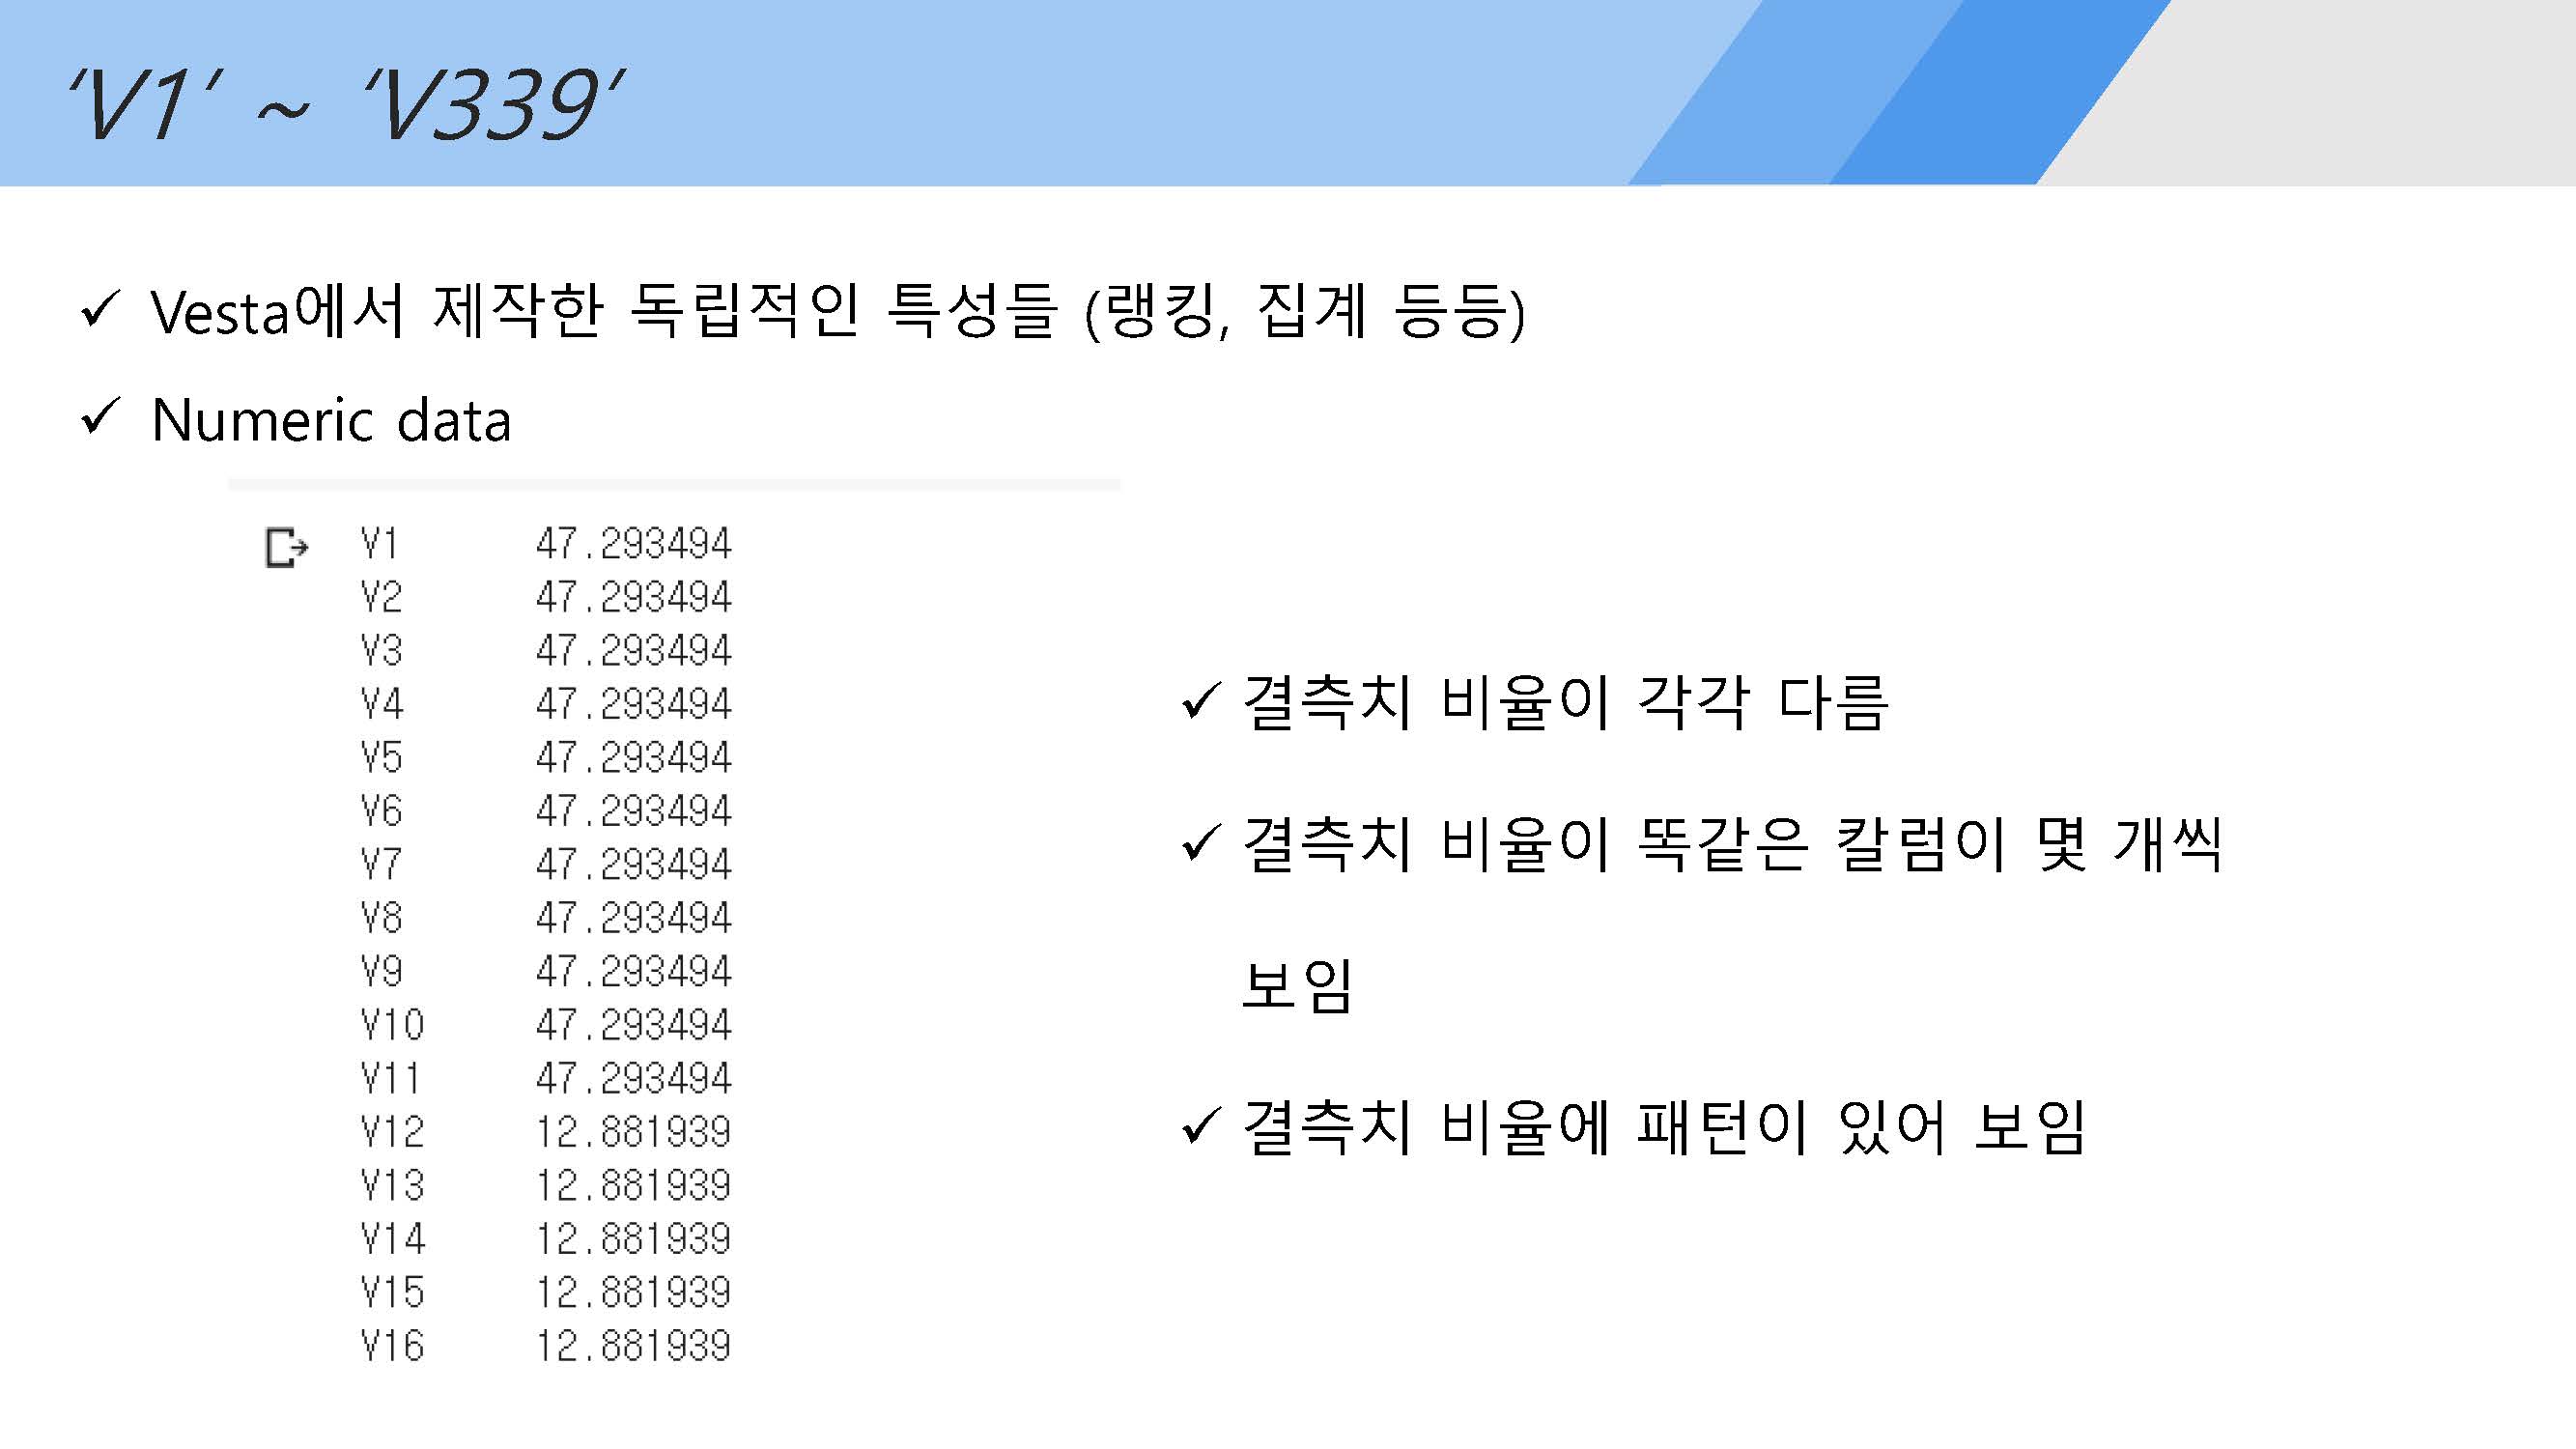 ‘V1’ ~ ‘V339’
✓ Vesta에서 제작한 독립적인 특성들 (랭킹, 집계 등등)
✓ Numeric data
V1 47.293494
V2 47.293494
V3 47.293494
V4 47.293494
V5 47.293494
V6 47.293494
V7 47.293494
V8 47.293494
V9 47.293494
V10 47.293494
V11 47.293494
V12 12.881939
V13 12.881939
V14 12.881939
V15 12.881939
V16 12.881939
✓ 결측치 비율이 각각 다름
✓ 결측치 비율이 똑같은 칼럼이 몇 개씩
보임
✓ 결측치 비율에 패턴이 있어 보임